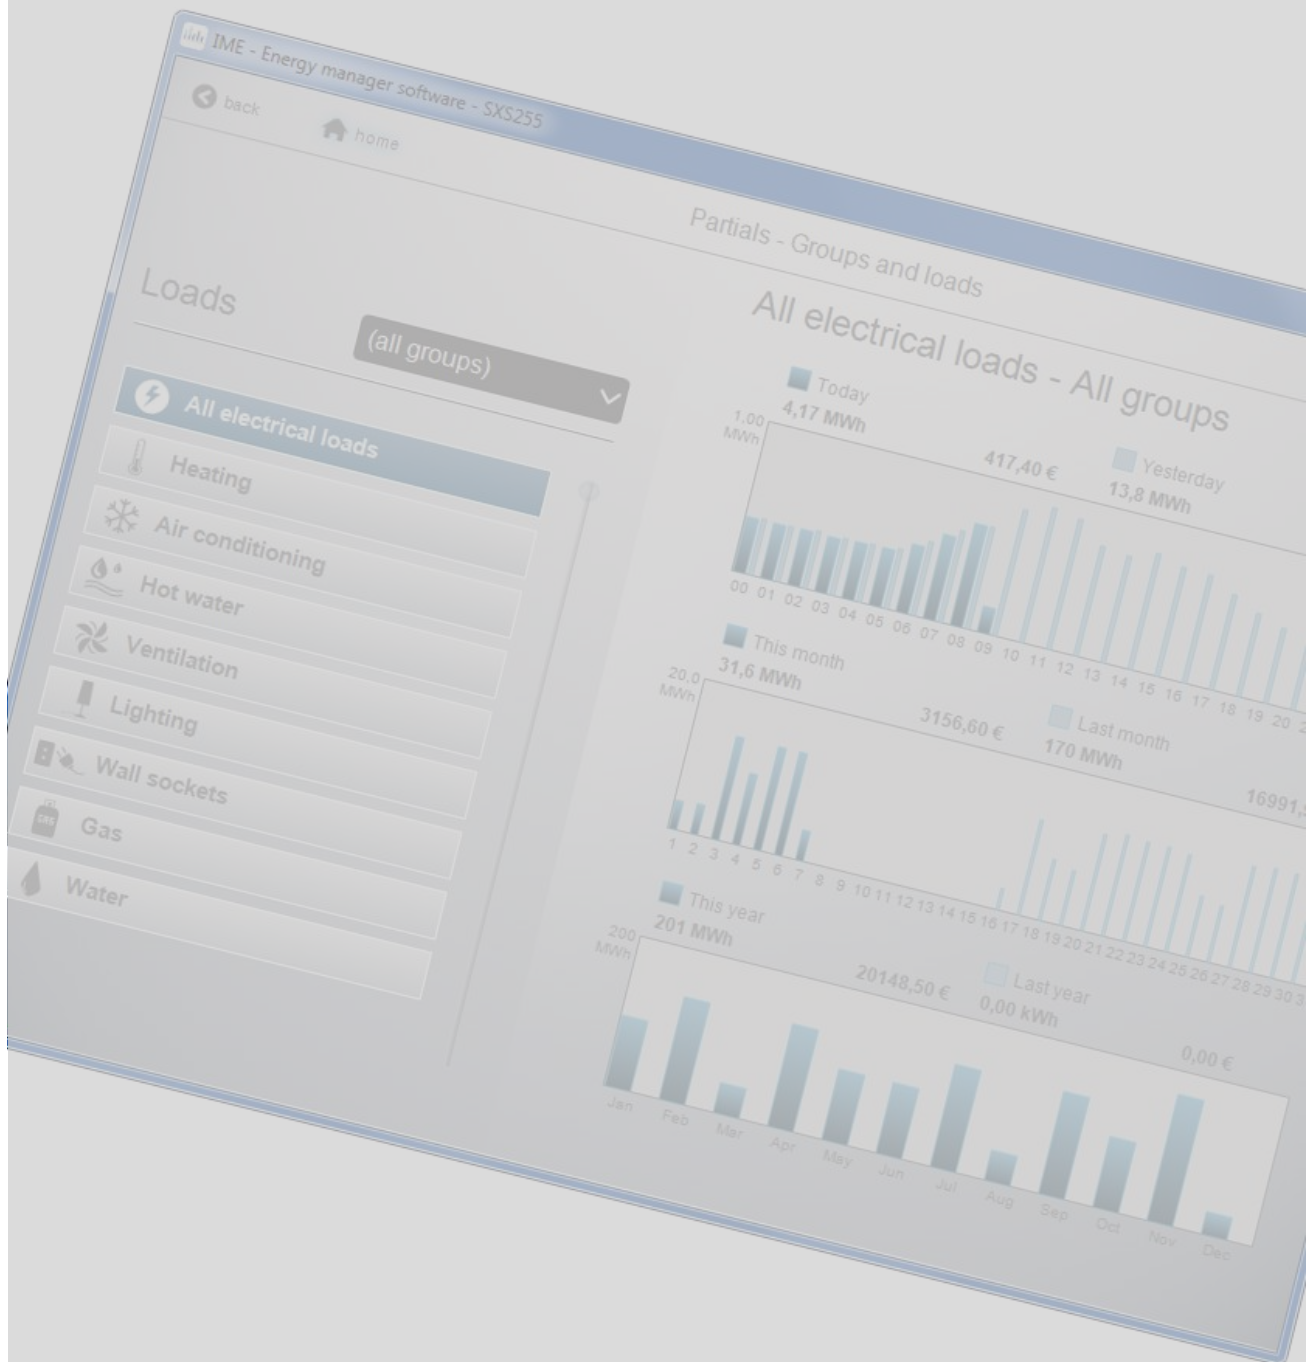 IME - Energy manager software - SXS255
back
home
Partials - Groups and loads
Loads
(all groups)
All electrical loads
Heating
Air conditioning
Hot water
Ventilation
Lighting
Wall sockets
Gas
Water
All electrical loads - All groups
Today
4,17 MWh
417,40 €
Yesterday
13,8 MWh
1.00
MWh
00 01 02 03 04 05 06 07 08 09 10 11 12 13 14 15 16 17 18 19 20
This month
31,6 MWh
3156,60 €
Last month
170 MWh
16991,
20.0
MWh
1 2 3 4 5 6 7 8 9 10 11 12 13 14 15 16 17 18 19 20 21 22 23 24 25 26 27 28 29 30
This year
201 MWh
20148,50 €
Last year
0,00 kWh
0,00 €
200
MWh
Jan Feb Mar Apr May Jun Jul Aug Sep Oct Nov Dec